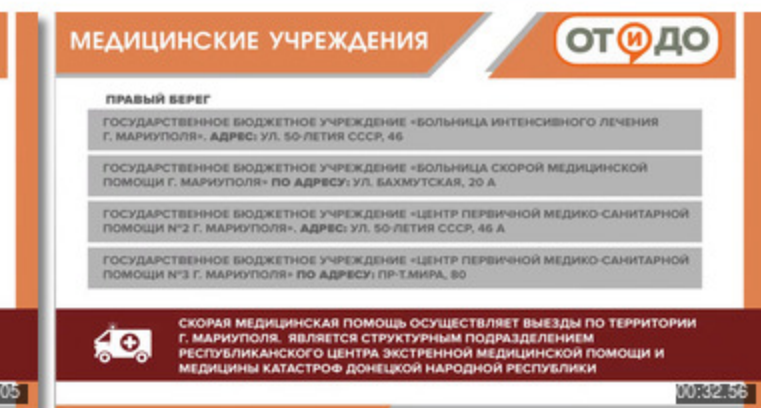 МЕДИЦИНСКИЕ УЧРЕЖДЕНИЯ
ОТ И ДО
ПРАВЫЙ БЕРЕГ
ГОСУДАРСТВЕННОЕ БЮДЖЕТНОЕ УЧРЕЖДЕНИЕ «БОЛЬНИЦА ИНТЕНСИВНОГО ЛЕЧЕНИЯ
Г. МАРИУПОЛЯ». АДРЕС: УЛ. 50-ЛЕТИЯ СССР, 46
ГОСУДАРСТВЕННОЕ БЮДЖЕТНОЕ УЧРЕЖДЕНИЕ «БОЛЬНИЦА СКОРОЙ МЕДИЦИНСКОЙ
ПОМОЩИ Г. МАРИУПОЛЯ» ПО АДРЕСУ: УЛ. БАХМУТСКАЯ, 20 А
ГОСУДАРСТВЕННОЕ БЮДЖЕТНОЕ УЧРЕЖДЕНИЕ «ЦЕНТР ПЕРВИЧНОЙ МЕДИКО-САНИТАРНОЙ
ПОМОЩИ №2 Г. МАРИУПОЛЯ». АДРЕС: УЛ. 50-ЛЕТИЯ СССР, 46 А
ГОСУДАРСТВЕННОЕ БЮДЖЕТНОЕ УЧРЕЖДЕНИЕ «ЦЕНТР ПЕРВИЧНОЙ МЕДИКО-САНИТАРНОЙ
ПОМОЩИ №3 Г. МАРИУПОЛЯ» ПО АДРЕСУ: ПР-Т.МИРА, 80
СКОРАЯ МЕДИЦИНСКАЯ ПОМОЩЬ ОСУЩЕСТВЛЯЕТ ВЫЕЗДЫ ПО ТЕРРИТОРИИ
Г. МАРИУПОЛЯ. ЯВЛЯЕТСЯ СТРУКТУРНЫМ ПОДРАЗДЕЛЕНИЕМ
РЕСПУБЛИКАНСКОГО ЦЕНТРА ЭКСТРЕННОЙ МЕДИЦИНСКОЙ ПОМОЩИ И
МЕДИЦИНЫ КАТАСТРОФ ДОНЕЦКОЙ НАРОДНОЙ РЕСПУБЛИКИ
05
00:32.56